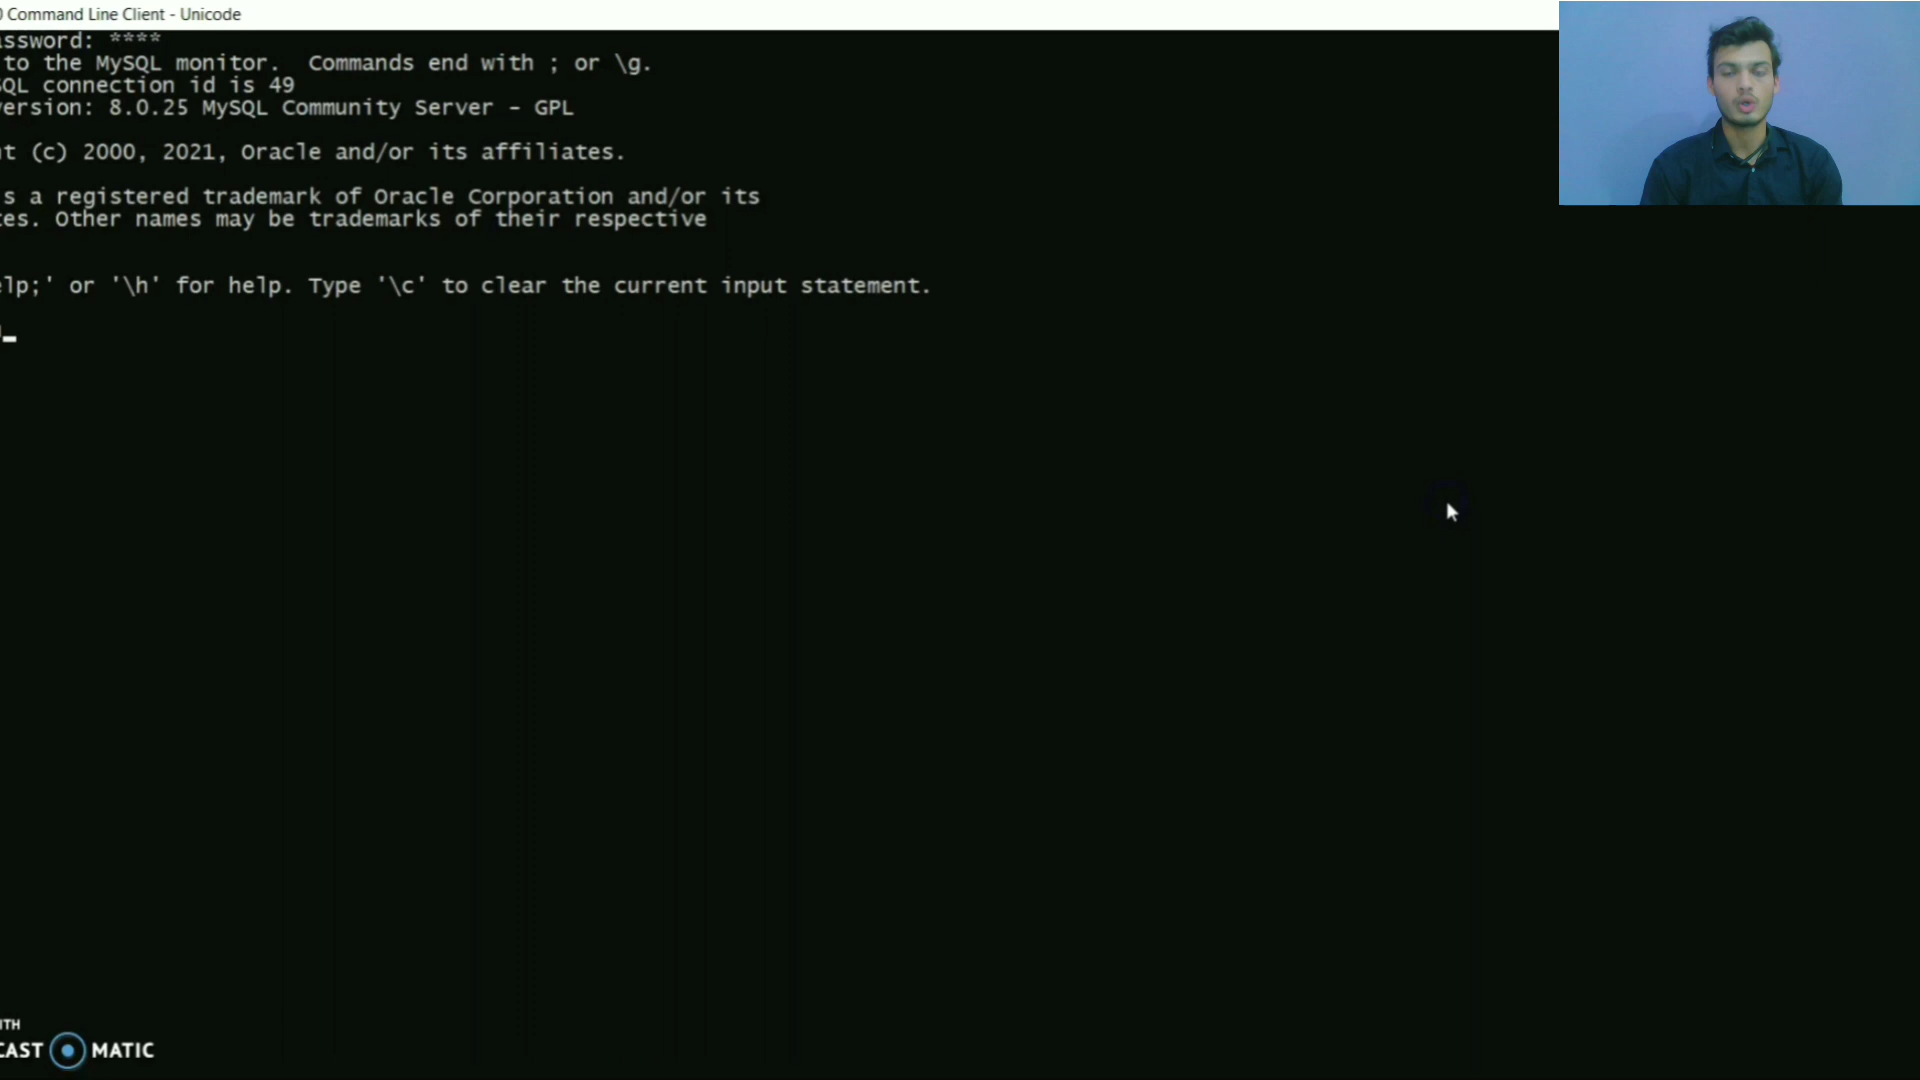 Command Line Client - Unicode
assword: ****
to the MySQL monitor.  Commands end with ; or \g.
SQL connection id is 49
version: 8.0.25 MySQL Community Server - GPL
t (c) 2000, 2021, Oracle and/or its affiliates.
s a registered trademark of Oracle Corporation and/or its
es. Other names may be trademarks of their respective
lp;' or '\h' for help. Type '\c' to clear the current input statement.
ITH
CAST MATIC